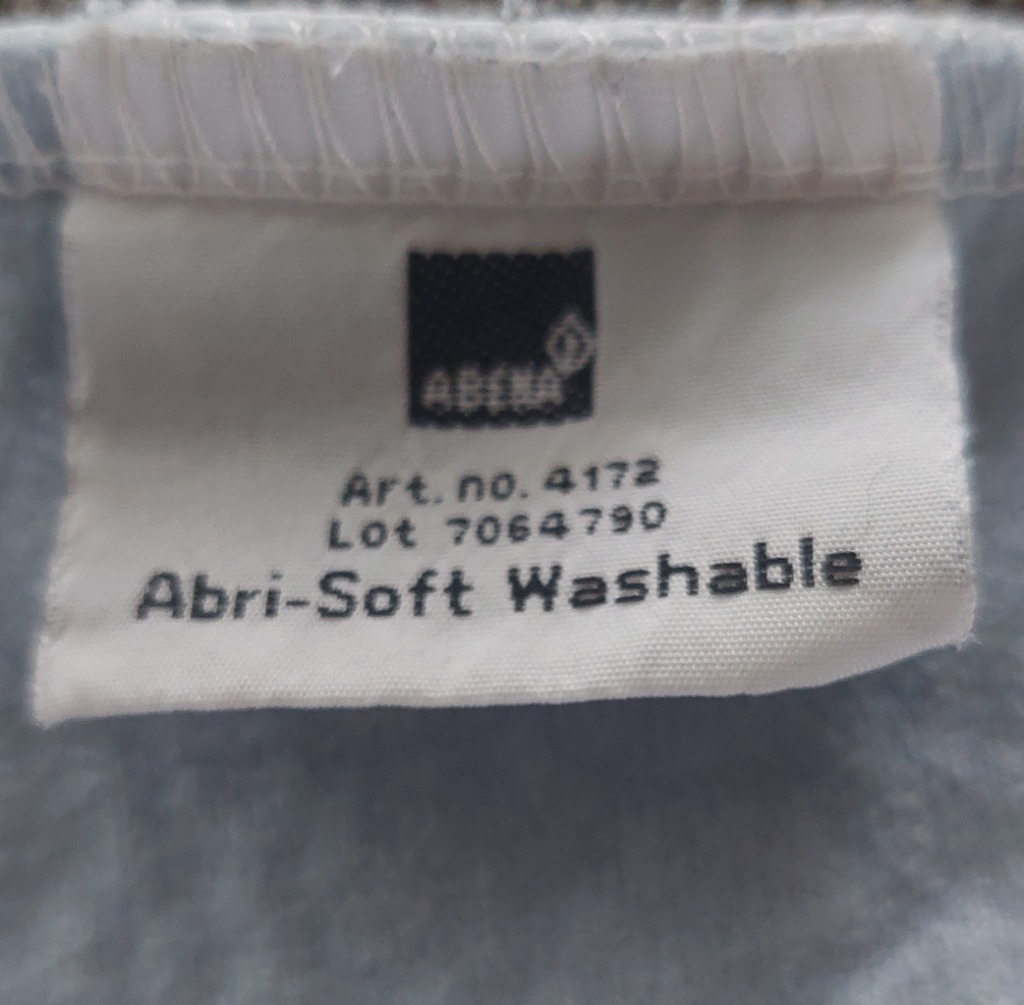 ABENA
Art. no. 4172
Lot 7064790
Abri-Soft Washable